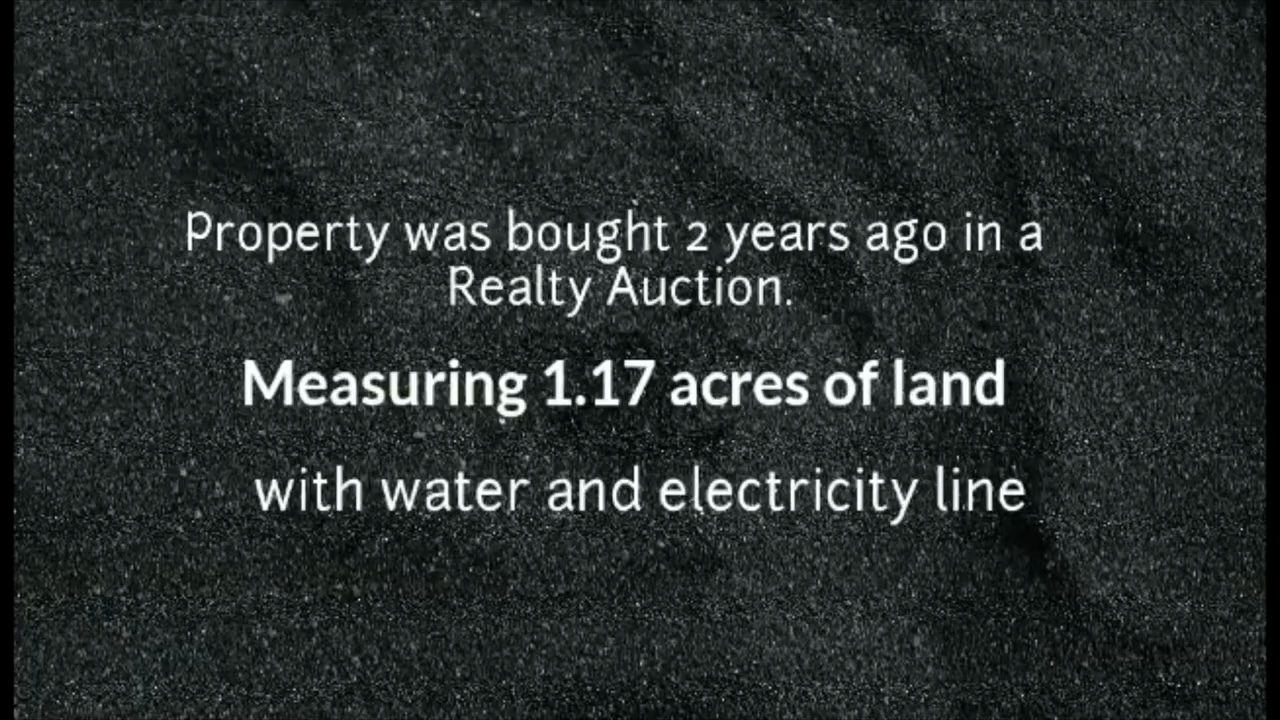 Property was bought 2 years ago in a
Realty Auction.
Measuring 1.17 acres of land
with water and electricity line